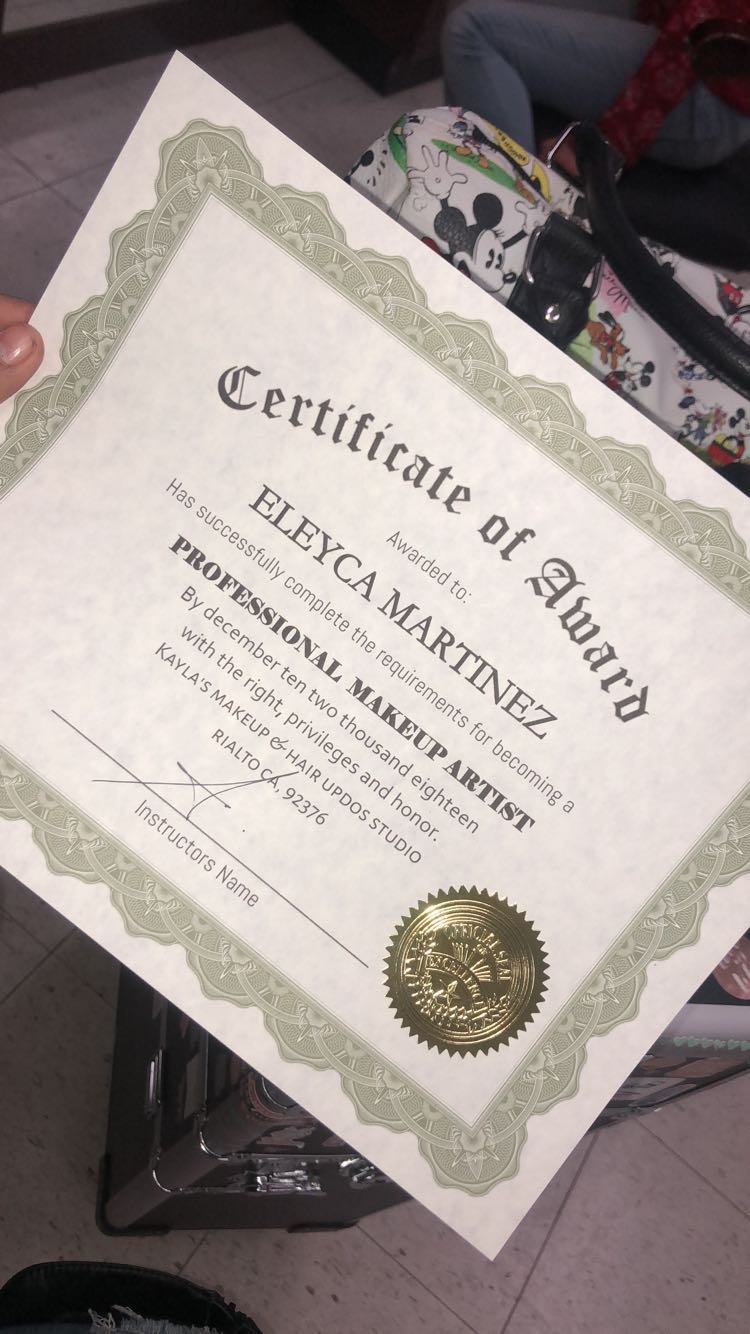 Certificate of Award
Awarded to:
ELEYCA MARTINEZ
Has successfully complete the requirements for becoming a
PROFESSIONAL MAKEUP ARTIST
By december ten two thousand eighteen
with the right, privileges and honor.
KAYLA'S MAKEUP & HAIR UPDOS STUDIO
RIALTO CA, 92376
Instructors Name
OFFICIAL SEAL
OF
EXCELLENCE